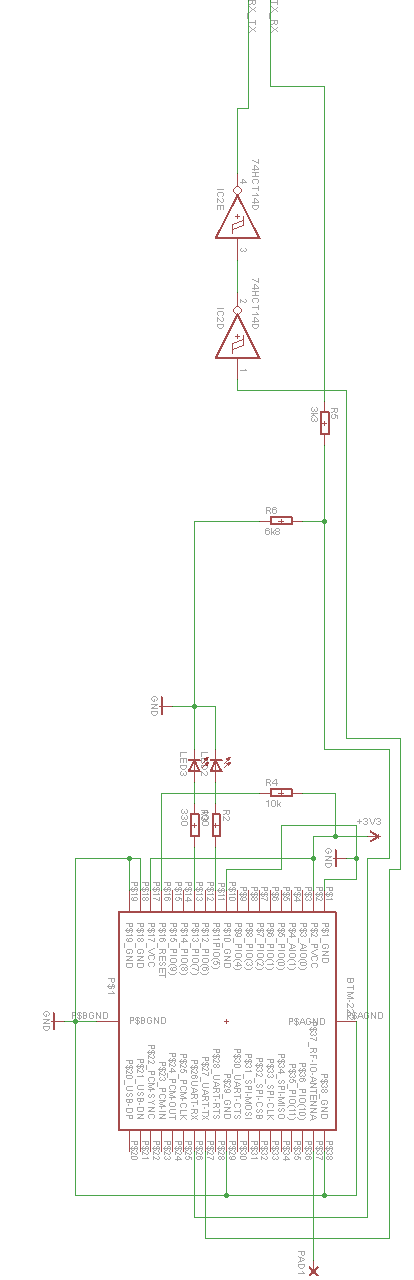 RX_TX
TX_RX
74HCT14D
4
IC2E
3
74HCT14D
2
IC2D
1
R5
3k3
R6
6k8
GND
LED3
LED2
R4
10k
330
R2
+3V3
GND
P$19
P$18
P$17
P$16
P$15
P$14
P$13
P$12
P$11
P$10
P$9
P$8
P$7
P$6
P$5
P$4
P$3
P$2
P$1
P$19_GND
P$18_GND
P$17_VCC
P$16_RESET
P$15_PIO(9)
P$14_PIO(8)
P$13_PIO(7)
P$12_PIO(6)
P$11PIO(5)
P$10_GND
P$9_PIO(4)
P$8_PIO(3)
P$7_PIO(2)
P$6_PIO(1)
P$5_PIO(0)
P$4_AIO(1)
P$3_AIO(0)
P$2_PVCC
P$1_GND
P$1
GND
P$BGND
P$BGND
P$AGND
P$AGND
P$20_USB-DP
P$21_USB-DN
P$22_PCM-SYNC
P$23_PCM-IN
P$24_PCM-OUT
P$25_PCM-CLK
P$26UART-RX
P$27_UART-TX
P$28_UART-RTS
P$29_GND
P$30_UART-CTS
P$31_SPI-MOSI
P$32_SPI-CSB
P$33_SPI-CLK
P$34_SPI-MISO
P$35_PIO(11)
P$36_PIO(10)
P$37_RF-IO-ANTENNA
P$38_GND
P$20
P$21
P$22
P$23
P$24
P$25
P$26
P$27
P$28
P$29
P$30
P$31
P$32
P$33
P$34
P$35
P$36
P$37
P$38
PAD1